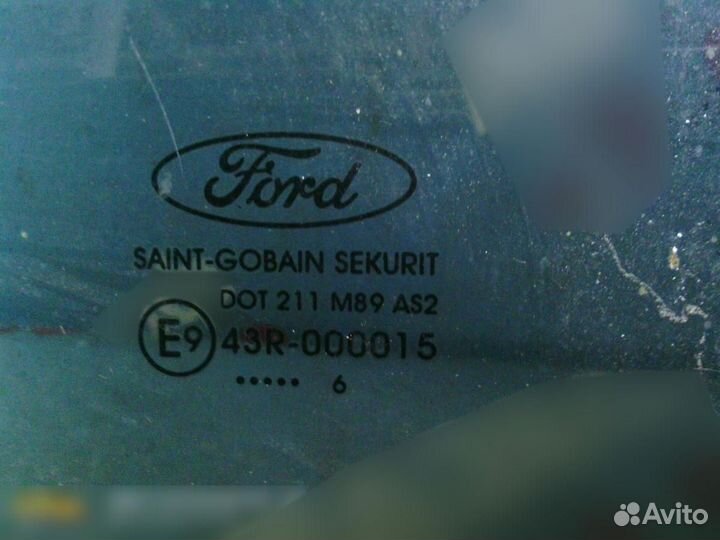 Ford
SAINT-GOBAIN SEKURIT
DOT 211 M89 AS2
E9 43R-000015
••••• 6
Avito